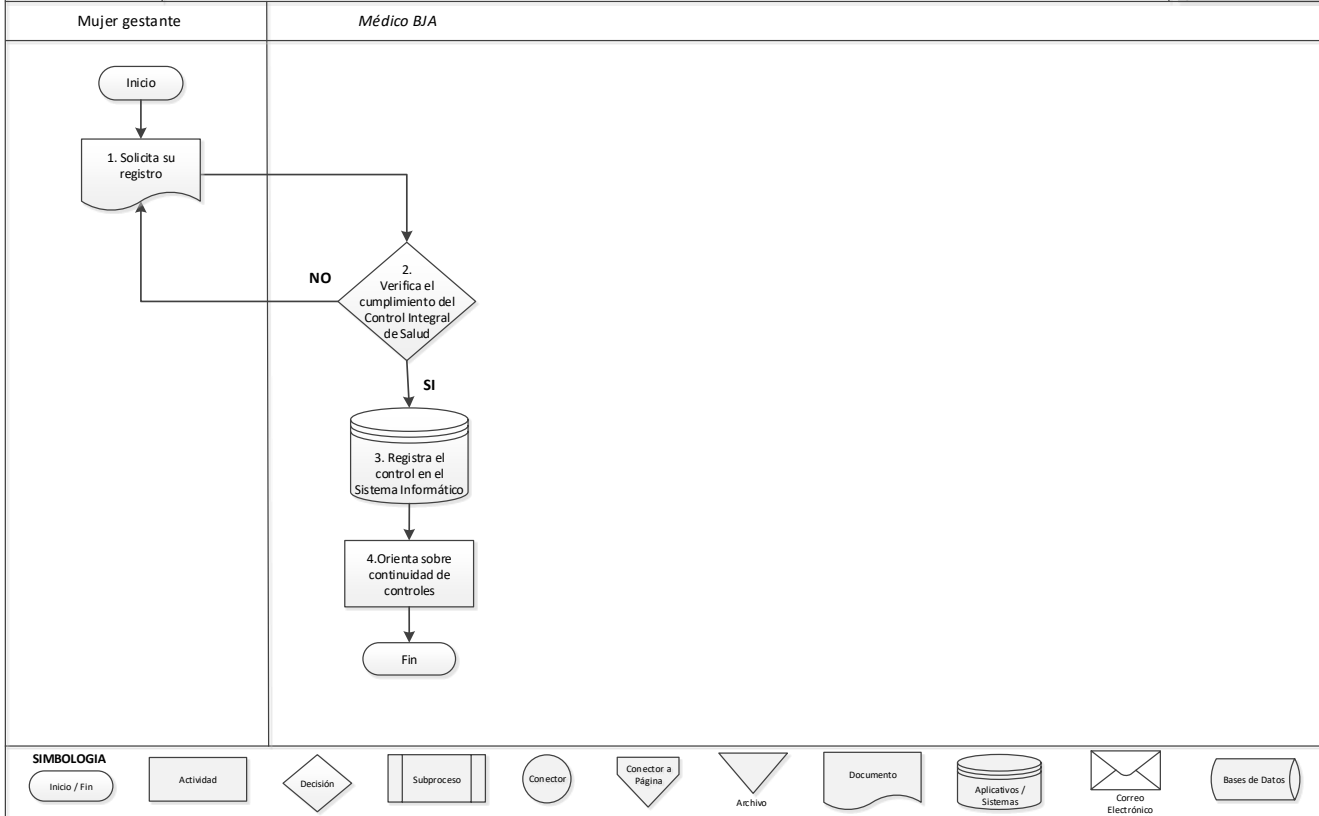 Mujer gestante
Médico BJA
Inicio
1. Solicita su
registro
NO
2.
Verifica el
cumplimiento del
Control Integral
de Salud
SI
3. Registra el
control en el
Sistema Informático
4.Orienta sobre
continuidad de
controles
Fin
SIMBOLOGIA
Inicio / Fin
Actividad
Decisión
Subproceso
Conector
Conector a
Página
Archivo
Documento
Aplicativos /
Sistemas
Correo
Electrónico
Bases de Datos